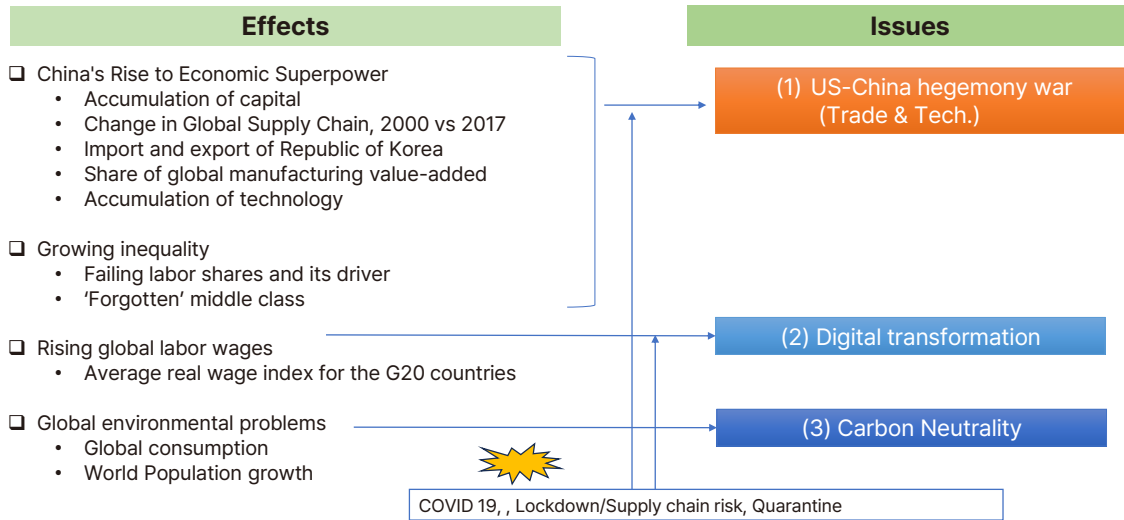 Effects
❑ China's Rise to Economic Superpower
• Accumulation of capital
• Change in Global Supply Chain, 2000 vs 2017
• Import and export of Republic of Korea
• Share of global manufacturing value-added
• Accumulation of technology
❑ Growing inequality
• Failing labor shares and its driver
• ‘Forgotten’ middle class
❑ Rising global labor wages
• Average real wage index for the G20 countries
❑ Global environmental problems
• Global consumption
• World Population growth
Issues
(1) US-China hegemony war
(Trade & Tech.)
(2) Digital transformation
(3) Carbon Neutrality
COVID 19, , Lockdown/Supply chain risk, Quarantine